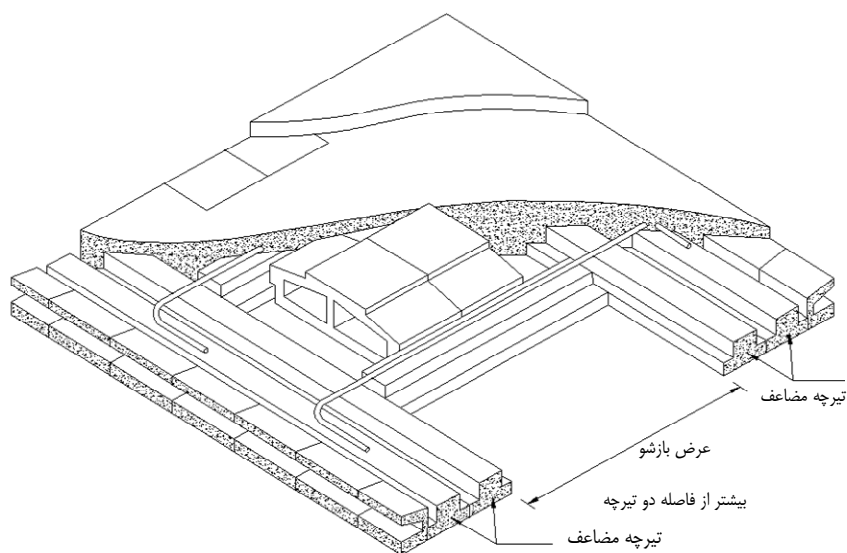 تیرچه مضاعف
عرض بازشو
بیشتر از فاصله دو تیرچه
تیرچه مضاعف